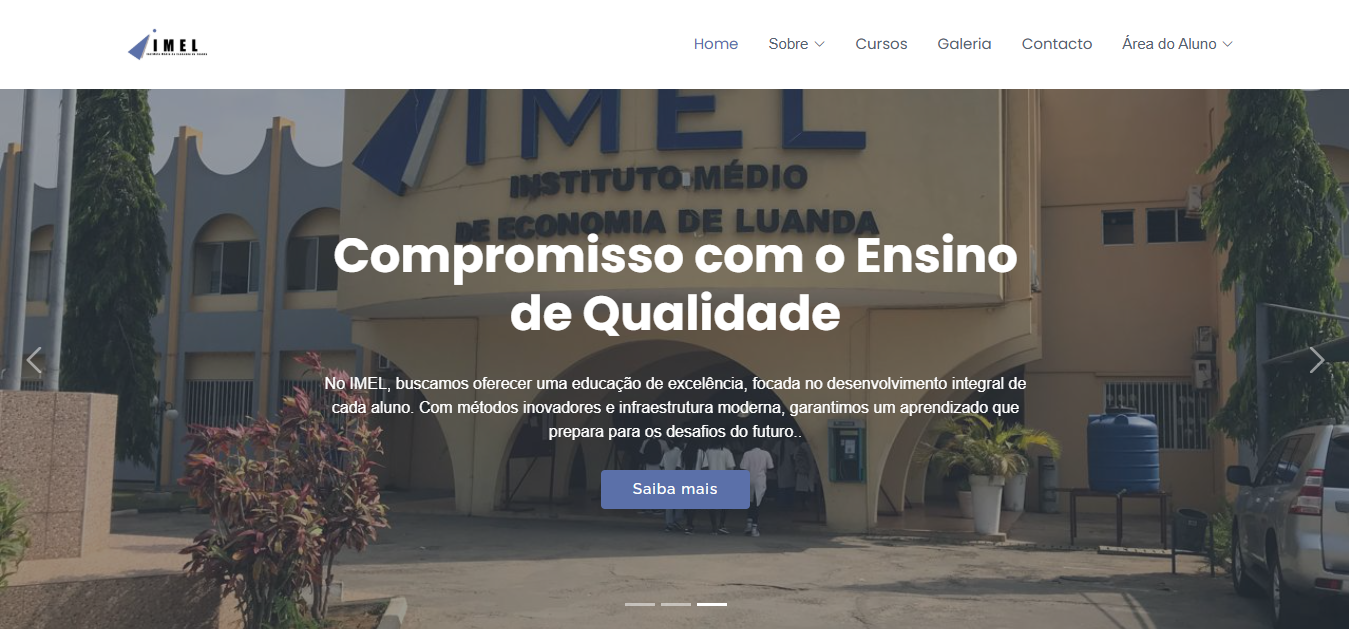 IMEL
Home
Sobre
Cursos
Galeria
Contacto
Área do Aluno
IMEL
INSTITUTO MÉDIO
DE ECONOMIA DE LUANDA
Compromisso com o Ensino
de Qualidade
No IMEL, buscamos oferecer uma educação de excelência, focada no desenvolvimento integral de
cada aluno. Com métodos inovadores e infraestrutura moderna, garantimos um aprendizado que
prepara para os desafios do futuro..
Saiba mais